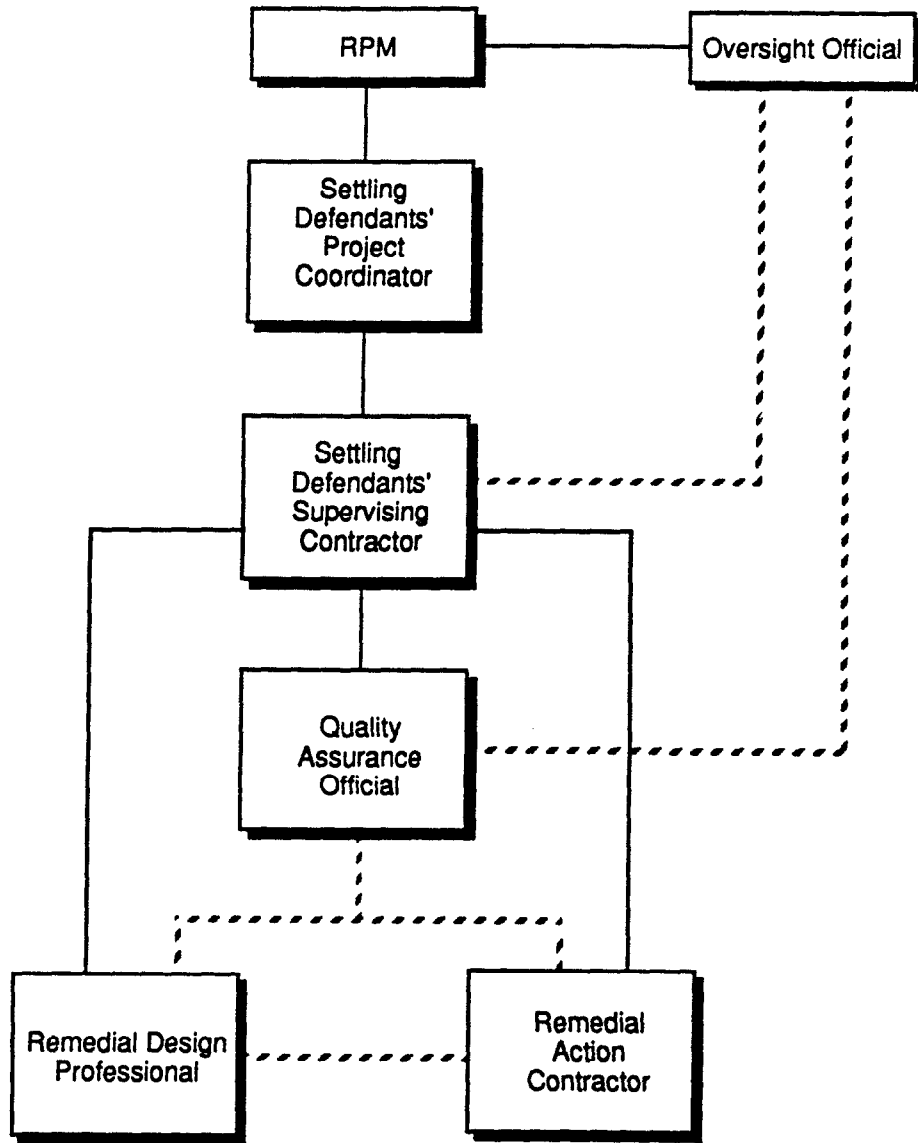 RPM
Oversight Official
Settling
Defendants'
Project
Coordinator
Settling
Defendants'
Supervising
Contractor
Quality
Assurance
Official
Remedial Design
Professional
Remedial
Action
Contractor